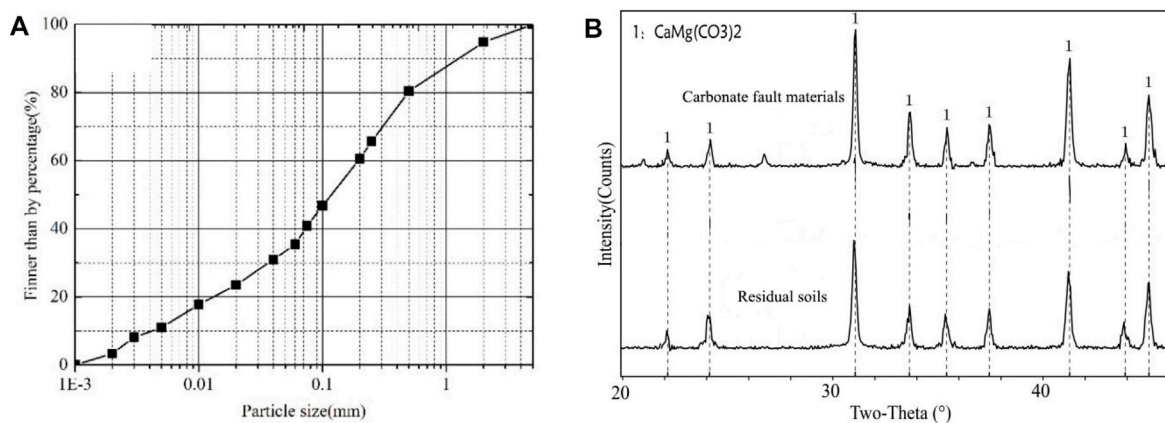 A
100
80
60
40
20
0
Finner than by percentage(%)
1E-3 0.01 0.1 1
Particle size(mm)
B
1: CaMg(CO3)2
1 1 1 1 1 1 1 1 1
Carbonate fault materials
Residual soils
Intensity(Counts)
20 30 40
Two-Theta (°)